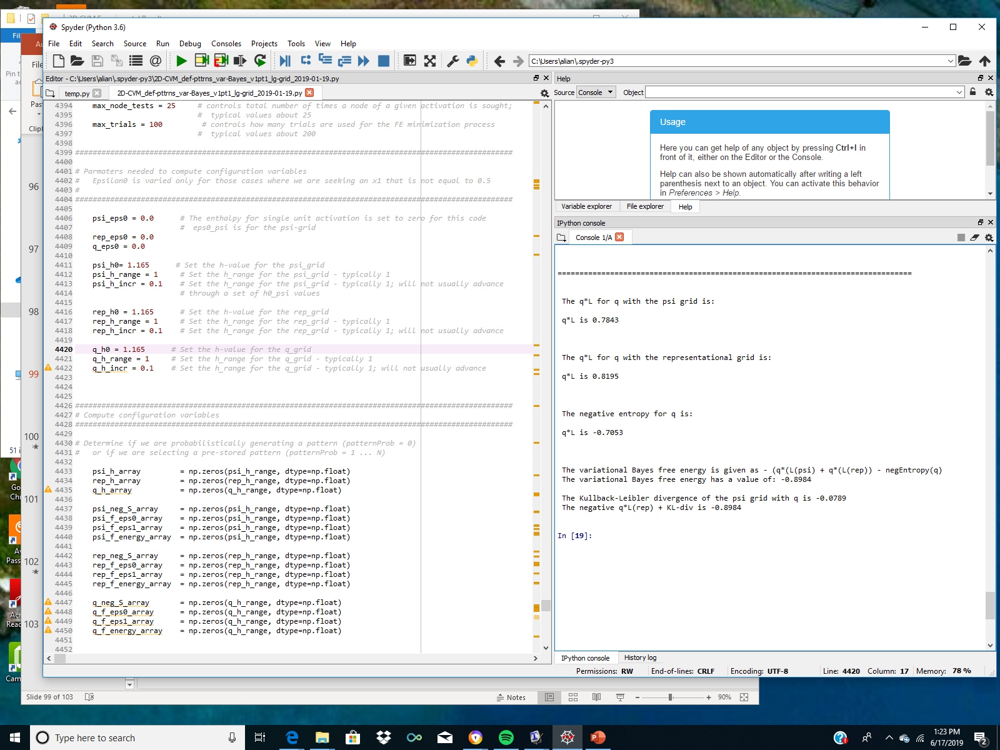 Spyder (Python 3.6)
File Edit Search Source Run Debug Consoles Projects Tools View Help
C:\Users\alian\.spyder-py3
Editor - C:\Users\alian\.spyder-py3\2D-CVM_def-pttrns_var-Bayes_v1pt1_lg-grid_2019-01-19.py
temp.py
2D-CVM_def-pttrns_var-Bayes_v1pt1_lg-grid_2019-01-19.py
4394 max_node_tests = 25 # controls total number of times a node of a given activation is sought;
4395 # typical values about 25
4396 max_trials = 100 # controls how many trials are used for the FE minimization process
4397 # typical values about 200
4398
4399 ####################################################################################################
4400
4401 # Parmaters needed to compute configuration variables
4402 # Epsilon0 is varied only for those cases where we are seeking an x1 that is not equal to 0.5
4403 #
4404 ####################################################################################################
4405
4406 psi_eps0 = 0.0 # The enthalpy for single unit activation is set to zero for this code
4407 # eps0_psi is for the psi-grid
4408 rep_eps0 = 0.0
4409 q_eps0 = 0.0
4410
4411 psi_h0= 1.165 # Set the h-value for the psi_grid
4412 psi_h_range = 1 # Set the h_range for the psi_grid - typically 1
4413 psi_h_incr = 0.1 # Set the h_range for the psi_grid - typically 1; will not usually advance
4414 # through a set of h0_psi values
4415
4416 rep_h0 = 1.165 # Set the h-value for the rep_grid
4417 rep_h_range = 1 # Set the h_range for the rep_grid - typically 1
4418 rep_h_incr = 0.1 # Set the h_range for the rep_grid - typically 1; will not usually advance
4419
4420 q_h0 = 1.165 # Set the h-value for the q_grid
4421 q_h_range = 1 # Set the h_range for the q_grid - typically 1
4422 q_h_incr = 0.1 # Set the h_range for the q_grid - typically 1; will not usually advance
4423
4424
4425
4426 ####################################################################################################
4427 # Compute configuration variables
4428 ####################################################################################################
4429
4430 # Determine if we are probabilistically generating a pattern (patternProb = 0)
4431 # or if we are selecting a pre-stored pattern (patternProb = 1 ... N)
4432
4433 psi_h_array = np.zeros(psi_h_range, dtype=np.float)
4434 rep_h_array = np.zeros(rep_h_range, dtype=np.float)
4435 q_h_array = np.zeros(q_h_range, dtype=np.float)
4436
4437 psi_neg_S_array = np.zeros(psi_h_range, dtype=np.float)
4438 psi_f_eps0_array = np.zeros(psi_h_range, dtype=np.float)
4439 psi_f_eps1_array = np.zeros(psi_h_range, dtype=np.float)
4440 psi_f_energy_array = np.zeros(psi_h_range, dtype=np.float)
4441
4442 rep_neg_S_array = np.zeros(rep_h_range, dtype=np.float)
4443 rep_f_eps0_array = np.zeros(rep_h_range, dtype=np.float)
4444 rep_f_eps1_array = np.zeros(rep_h_range, dtype=np.float)
4445 rep_f_energy_array = np.zeros(rep_h_range, dtype=np.float)
4446
4447 q_neg_S_array = np.zeros(q_h_range, dtype=np.float)
4448 q_f_eps0_array = np.zeros(q_h_range, dtype=np.float)
4449 q_f_eps1_array = np.zeros(q_h_range, dtype=np.float)
4450 q_f_energy_array = np.zeros(q_h_range, dtype=np.float)
4451
4452
Help
Source Console Object
Usage
Here you can get help of any object by pressing Ctrl+I in
front of it, either on the Editor or the Console.
Help can also be shown automatically after writing a left
parenthesis next to an object. You can activate this behavior
in Preferences > Help.
Variable explorer File explorer Help
IPython console
Console 1/A
=================================================================================
The q*L for q with the psi grid is:
q*L is 0.7843
The q*L for q with the representational grid is:
q*L is 0.8195
The negative entropy for q is:
q*L is -0.7053
The variational Bayes free energy is given as - (q*(L(psi) + q*(L(rep)) - negEntropy(q)
The variational Bayes free energy has a value of: -0.8984
The Kullback-Leibler divergence of the psi grid with q is -0.0789
The negative q*L(rep) + KL-div is -0.8984
In [19]:
IPython console History log
Permissions: RW End-of-lines: CRLF Encoding: UTF-8 Line: 4420 Column: 17 Memory: 78 %
File
Clip
96
97
98
99
100
101
102
103
Slide 99 of 103
Notes
90%
Type here to search
1:23 PM
6/17/2019
2